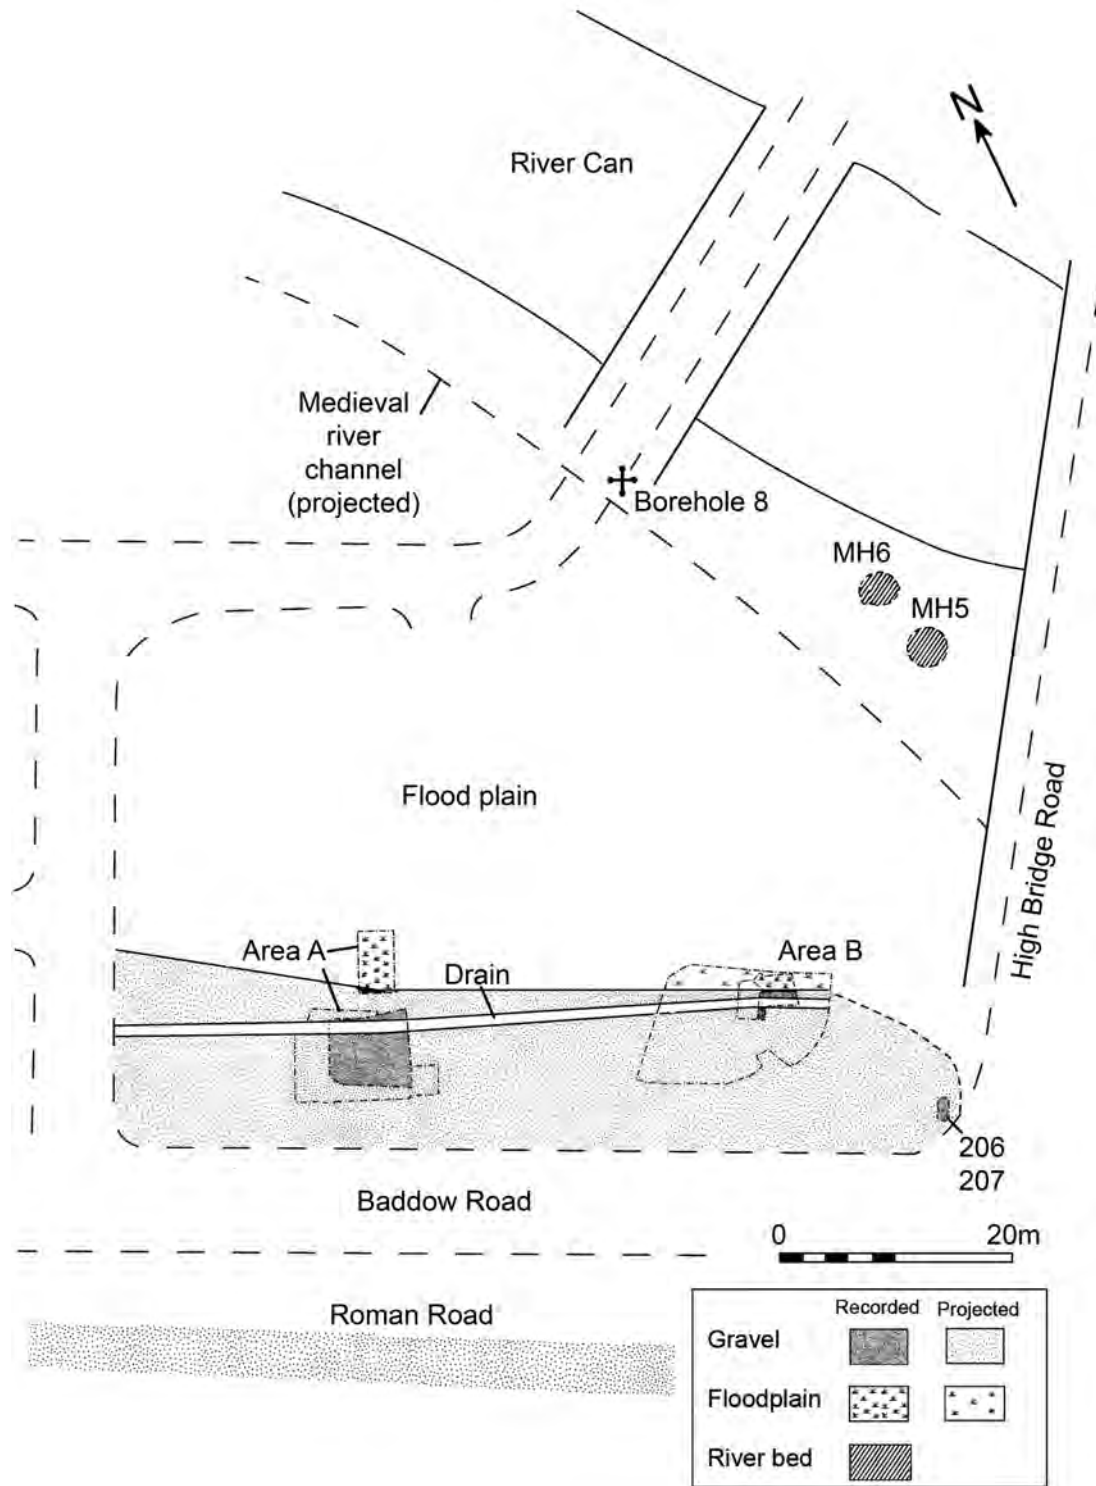 N
River Can
Medieval
river
channel
(projected)
Borehole 8
MH6
MH5
Flood plain
High Bridge Road
Area A
Drain
Area B
206
207
Baddow Road
0 20m
Roman Road
Recorded Projected
Gravel
Floodplain
River bed